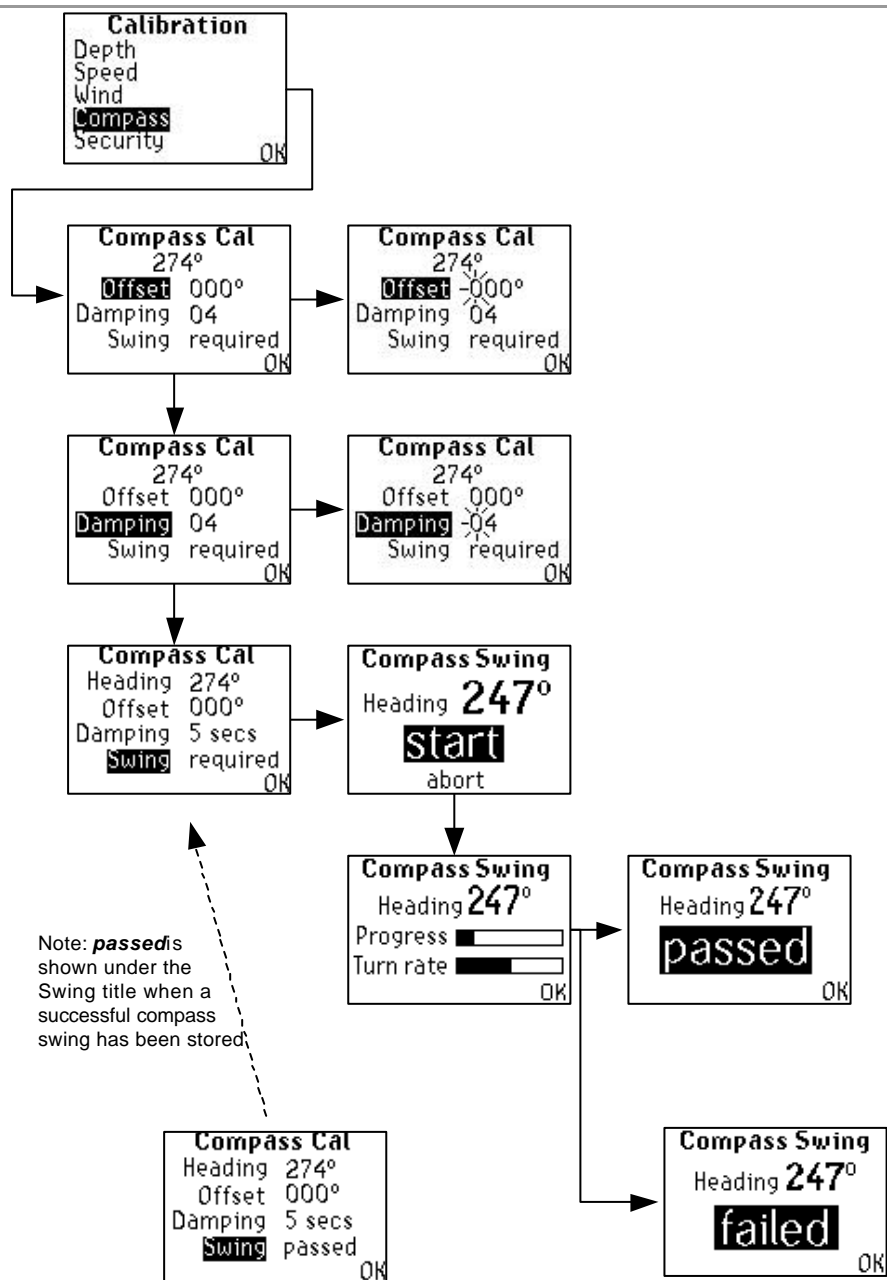 Calibration
Depth
Speed
Wind
Compass
Security
OK
Compass Cal
274°
Offset 000°
Damping 04
Swing required
OK
Compass Cal
274°
Offset -000°
Damping 04
Swing required
OK
Compass Cal
274°
Offset 000°
Damping 04
Swing required
OK
Compass Cal
274°
Offset 000°
Damping -04
Swing required
OK
Compass Cal
Heading 274°
Offset 000°
Damping 5 secs
Swing required
OK
Compass Swing
Heading 247°
start
abort
Compass Swing
Heading 247°
Progress
Turn rate
OK
Compass Swing
Heading 247°
passed
OK
Note: passed is
shown under the
Swing title when a
successful compass
swing has been stored
Compass Cal
Heading 274°
Offset 000°
Damping 5 secs
Swing passed
OK
Compass Swing
Heading 247°
failed
OK